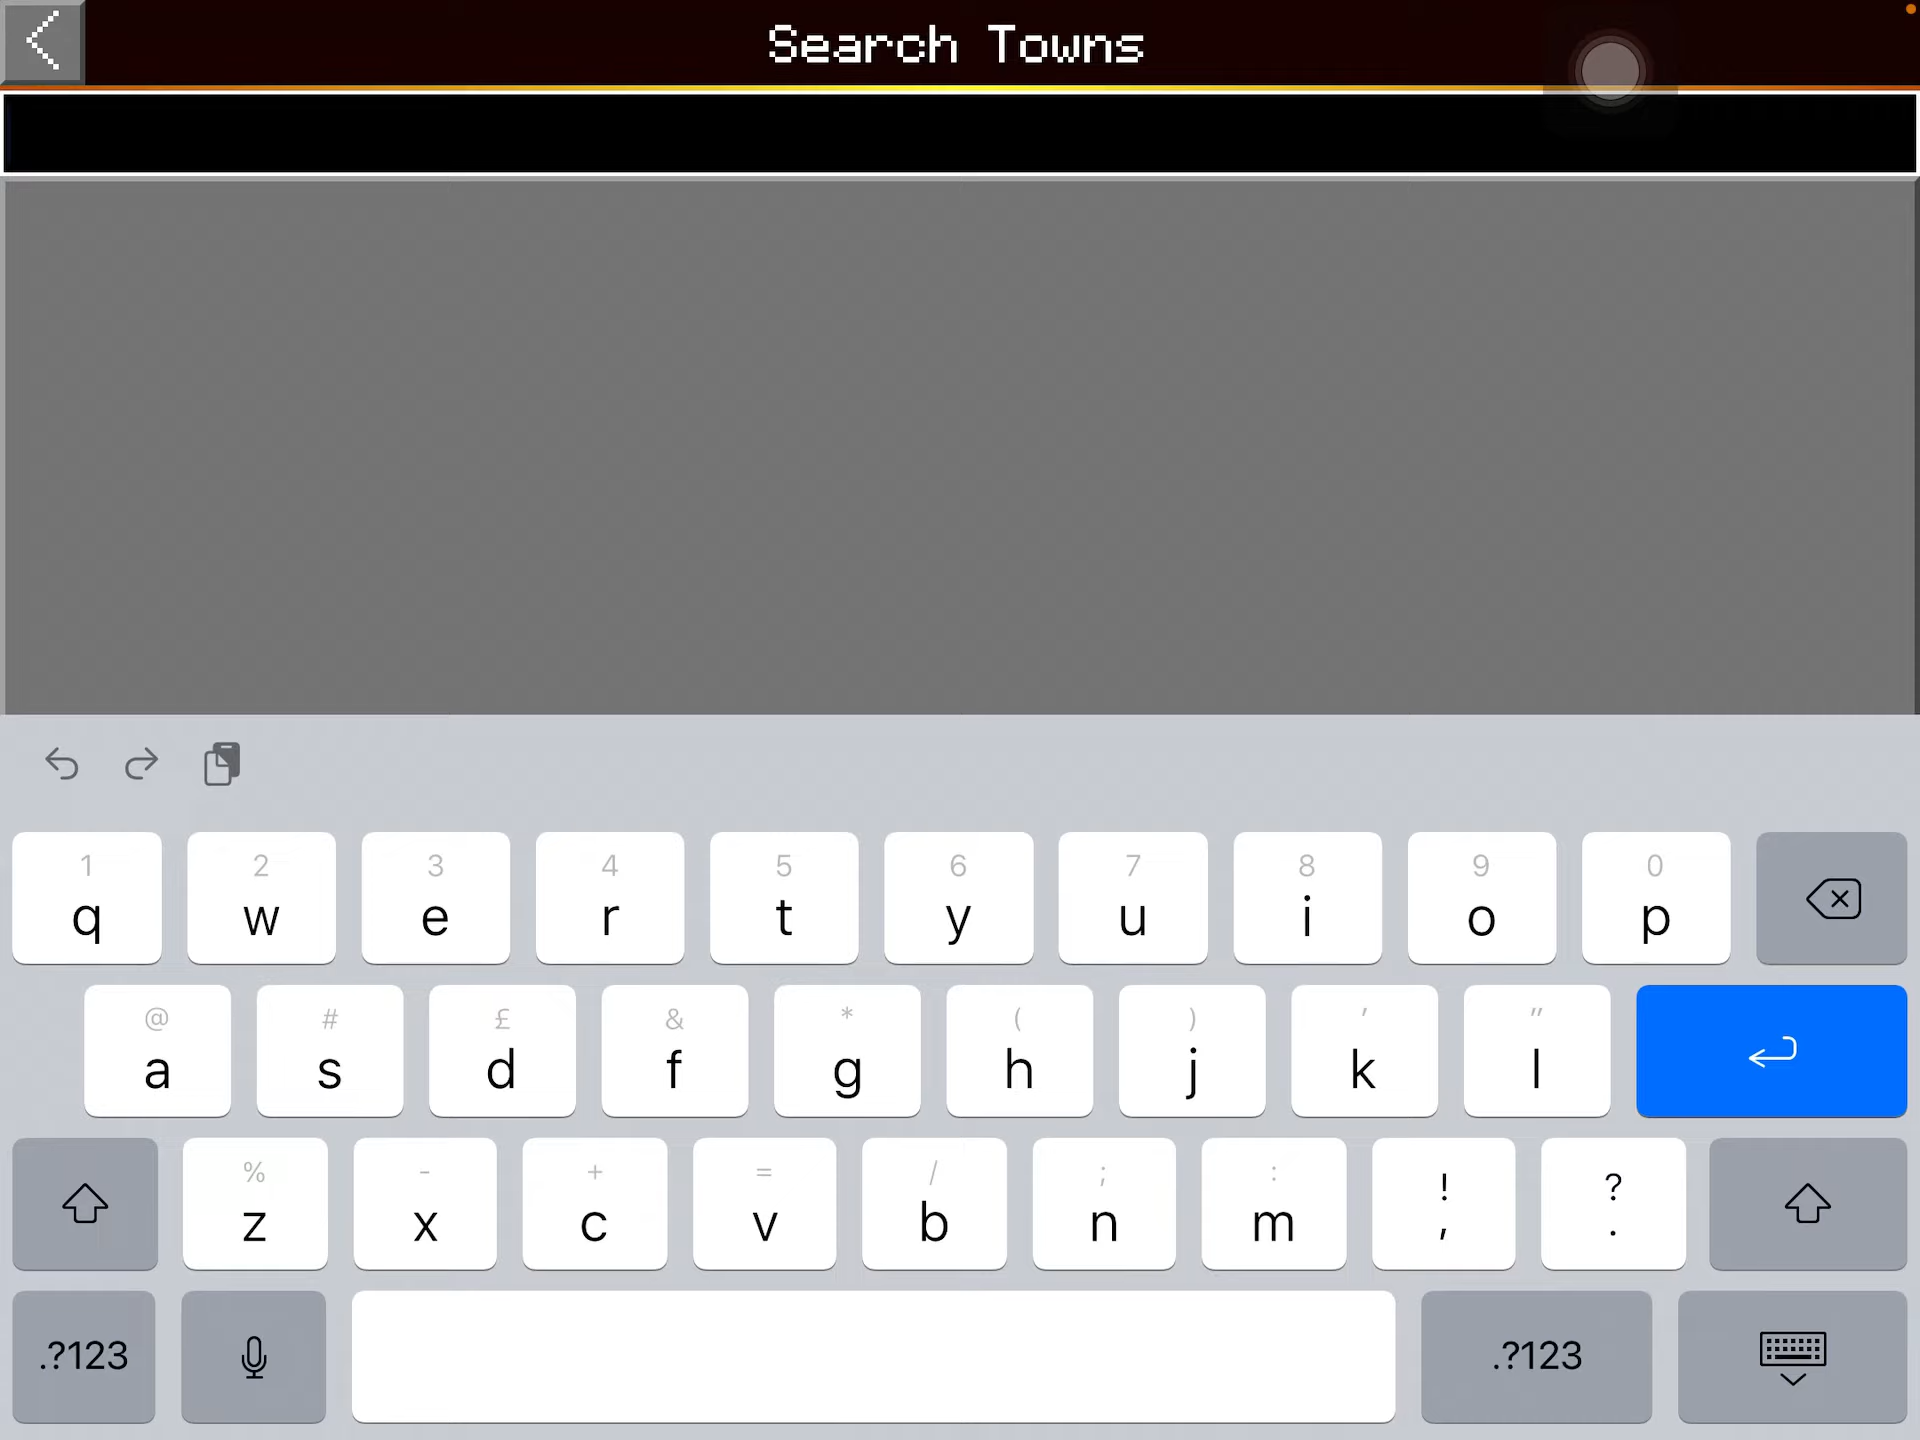 Search Towns
1 2 3 4 5 6 7 8 9 0
q w e r t y u i o p
@ # £ & * ( ) ' "
a s d f g h j k l
% - + = / ; : ! ?
z x c v b n m , .
.?123 .?123